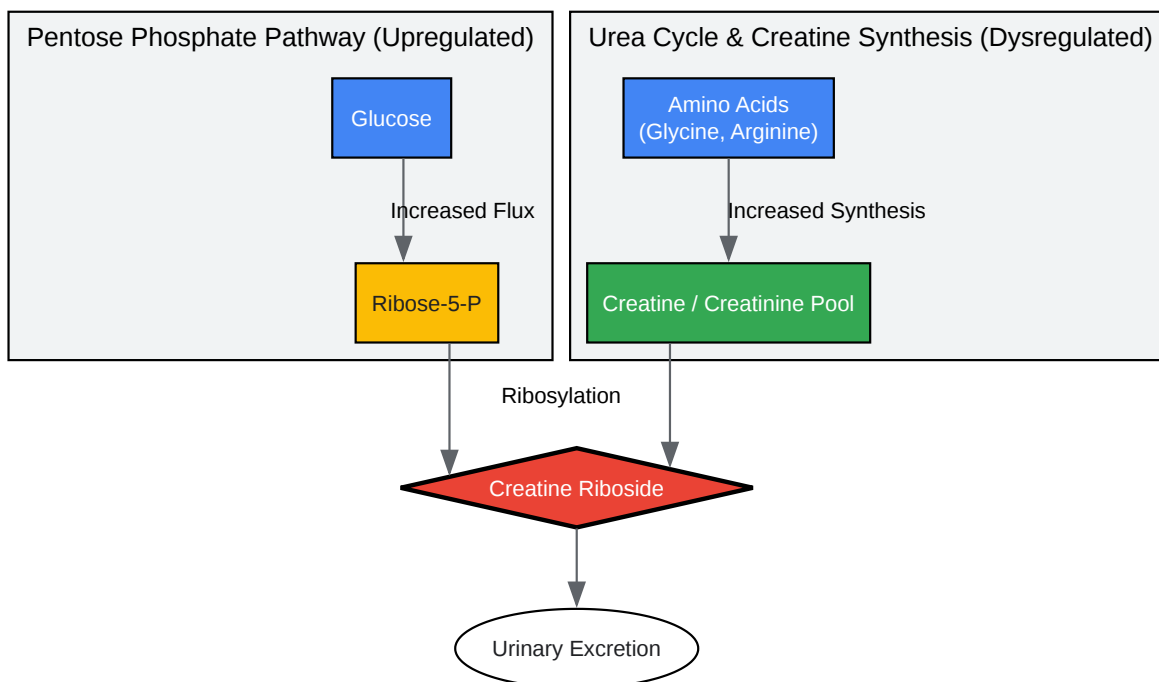 Pentose Phosphate Pathway (Upregulated)
Glucose
Increased Flux
Ribose-5-P
Urea Cycle & Creatine Synthesis (Dysregulated)
Amino Acids
(Glycine, Arginine)
Increased Synthesis
Creatine / Creatinine Pool
Ribosylation
Creatine Riboside
Urinary Excretion